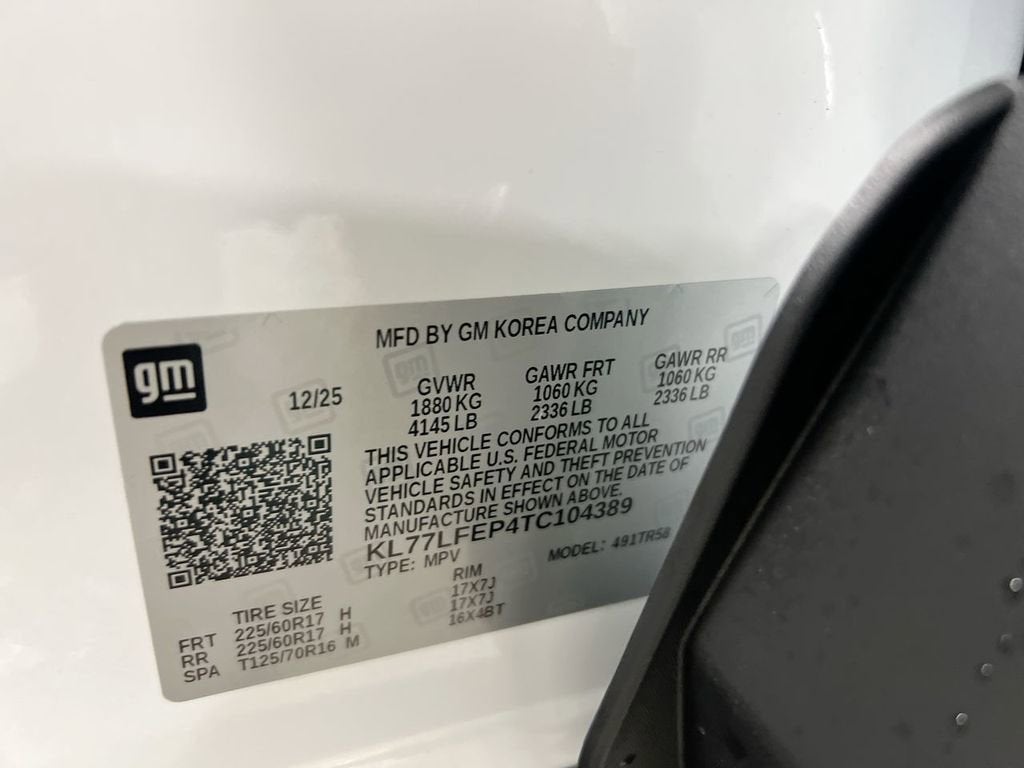 MFD BY GM KOREA COMPANY
gm
12/25
GVWR GAWR FRT GAWR RR
1880 KG 1060 KG 1060 KG
4145 LB 2336 LB 2336 LB
THIS VEHICLE CONFORMS TO ALL
APPLICABLE U.S. FEDERAL MOTOR
VEHICLE SAFETY AND THEFT PREVENTION
STANDARDS IN EFFECT ON THE DATE OF
MANUFACTURE SHOWN ABOVE.
KL77LFEP4TC104389
TYPE: MPV MODEL: 491TR58
TIRE SIZE RIM
FRT 225/60R17 H 17X7J
RR 225/60R17 H 17X7J
SPA T125/70R16 M 16X4BT